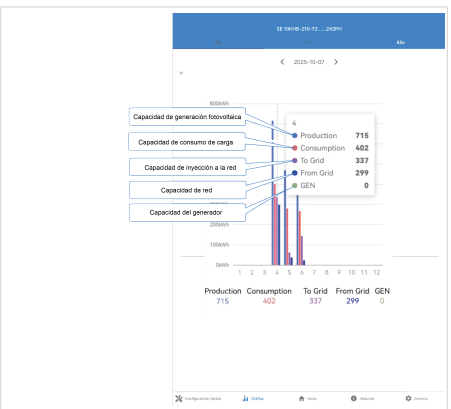 SE 10KHB-210-T2 ......242PH
Día
Mes
Año
2025-10-07
800kWh
4
Production 715
Consumption 402
To Grid 337
From Grid 299
GEN 0
Capacidad de generación fotovoltaica
Capacidad de consumo de carga
Capacidad de inyección a la red
Capacidad de red
Capacidad del generador
200kWh
100kWh
0kWh
1 2 3 4 5 6 7 8 9 10 11 12
Production Consumption To Grid From Grid GEN
715 402 337 299 0
Configuración rápida Gráfica Inicio Historial Servicio